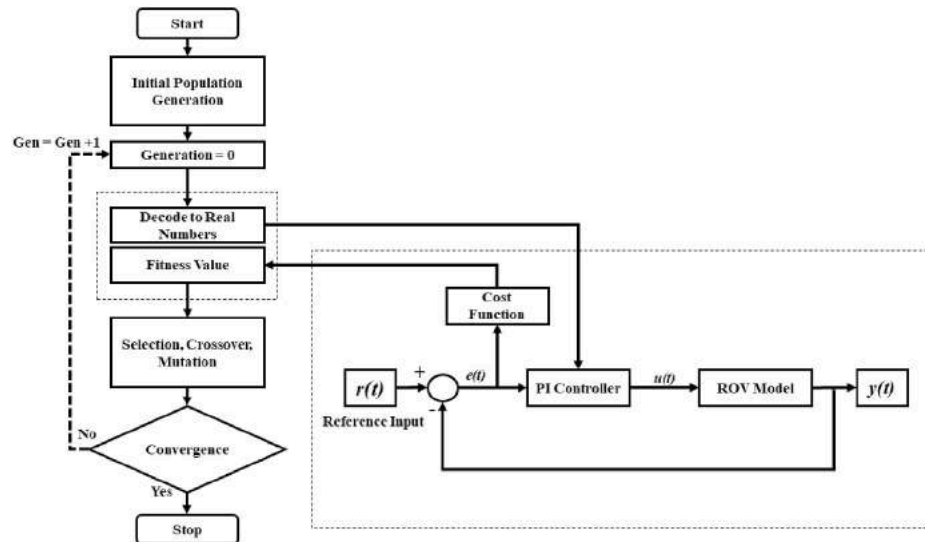 Start
Initial Population
Generation
Gen = Gen +1
Generation = 0
Decode to Real
Numbers
Fitness Value
Cost
Function
Selection, Crossover,
Mutation
r(t)
+
-
e(t)
PI Controller
u(t)
ROV Model
y(t)
Reference Input
No
Convergence
Yes
Stop